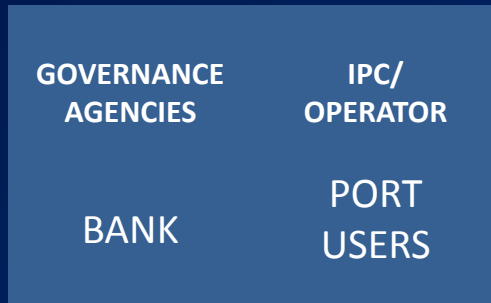 GOVERNANCE
AGENCIES
IPC/
OPERATOR
BANK
PORT
USERS